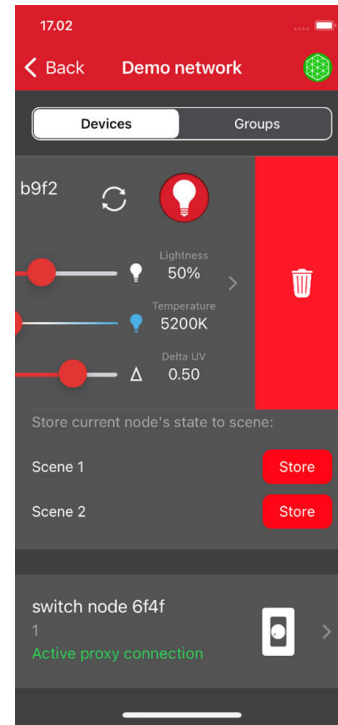 17.02
Back
Demo network
Devices
Groups
b9f2
Lightness
50%
Temperature
5200K
Delta UV
Δ
0.50
Store current node's state to scene:
Scene 1
Store
Scene 2
Store
switch node 6f4f
1
Active proxy connection